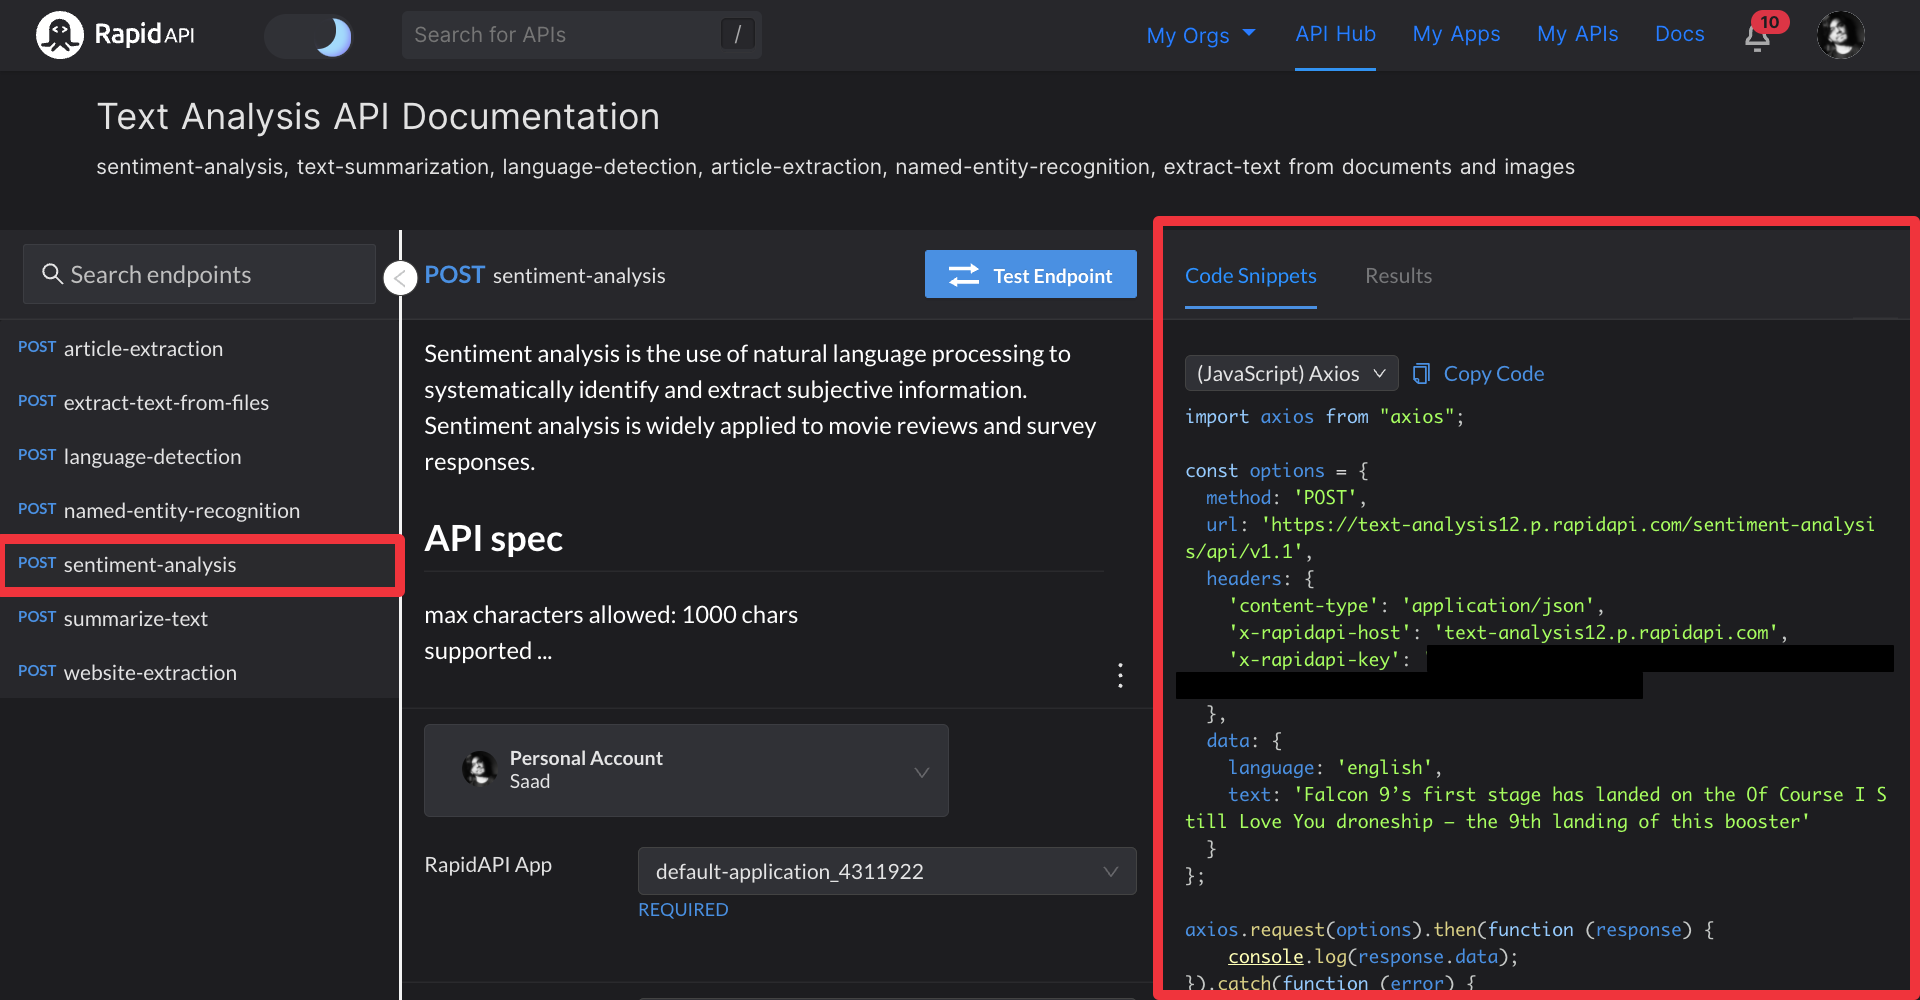 RapidAPI
Search for APIs /
My Orgs
API Hub
My Apps
My APIs
Docs
10
Text Analysis API Documentation
sentiment-analysis, text-summarization, language-detection, article-extraction, named-entity-recognition, extract-text from documents and images
Search endpoints
POST article-extraction
POST extract-text-from-files
POST language-detection
POST named-entity-recognition
POST sentiment-analysis
POST summarize-text
POST website-extraction
POST sentiment-analysis
Test Endpoint
Sentiment analysis is the use of natural language processing to
systematically identify and extract subjective information.
Sentiment analysis is widely applied to movie reviews and survey
responses.
API spec
max characters allowed: 1000 chars
supported ...
Personal Account
Saad
RapidAPI App
default-application_4311922
REQUIRED
Code Snippets
Results
(JavaScript) Axios
Copy Code
import axios from "axios";
const options = {
method: 'POST',
url: 'https://text-analysis12.p.rapidapi.com/sentiment-analysi
s/api/v1.1',
headers: {
'content-type': 'application/json',
'x-rapidapi-host': 'text-analysis12.p.rapidapi.com',
'x-rapidapi-key':
},
data: {
language: 'english',
text: 'Falcon 9’s first stage has landed on the Of Course I S
till Love You droneship – the 9th landing of this booster'
}
};
axios.request(options).then(function (response) {
console.log(response.data);
}).catch(function (error) {